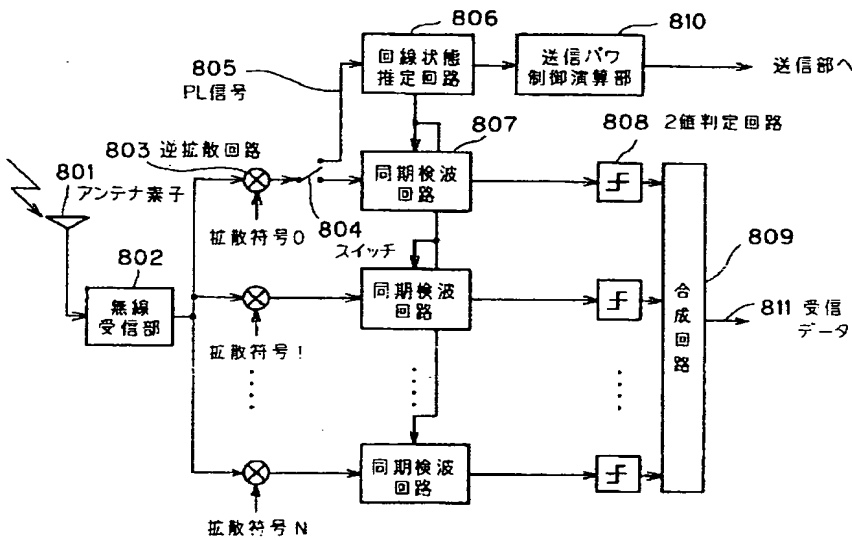 806
810
805
PL信号
回線状態
推定回路
送信パワ
制御演算部
送信部へ
807
808 2値判定回路
803 逆拡散回路
801
アンテナ素子
同期検波
回路
拡散符号0
804
スイッチ
809
802
無線
受信部
同期検波
回路
拡散符号1
合成回路
811 受信
データ
同期検波
回路
拡散符号N